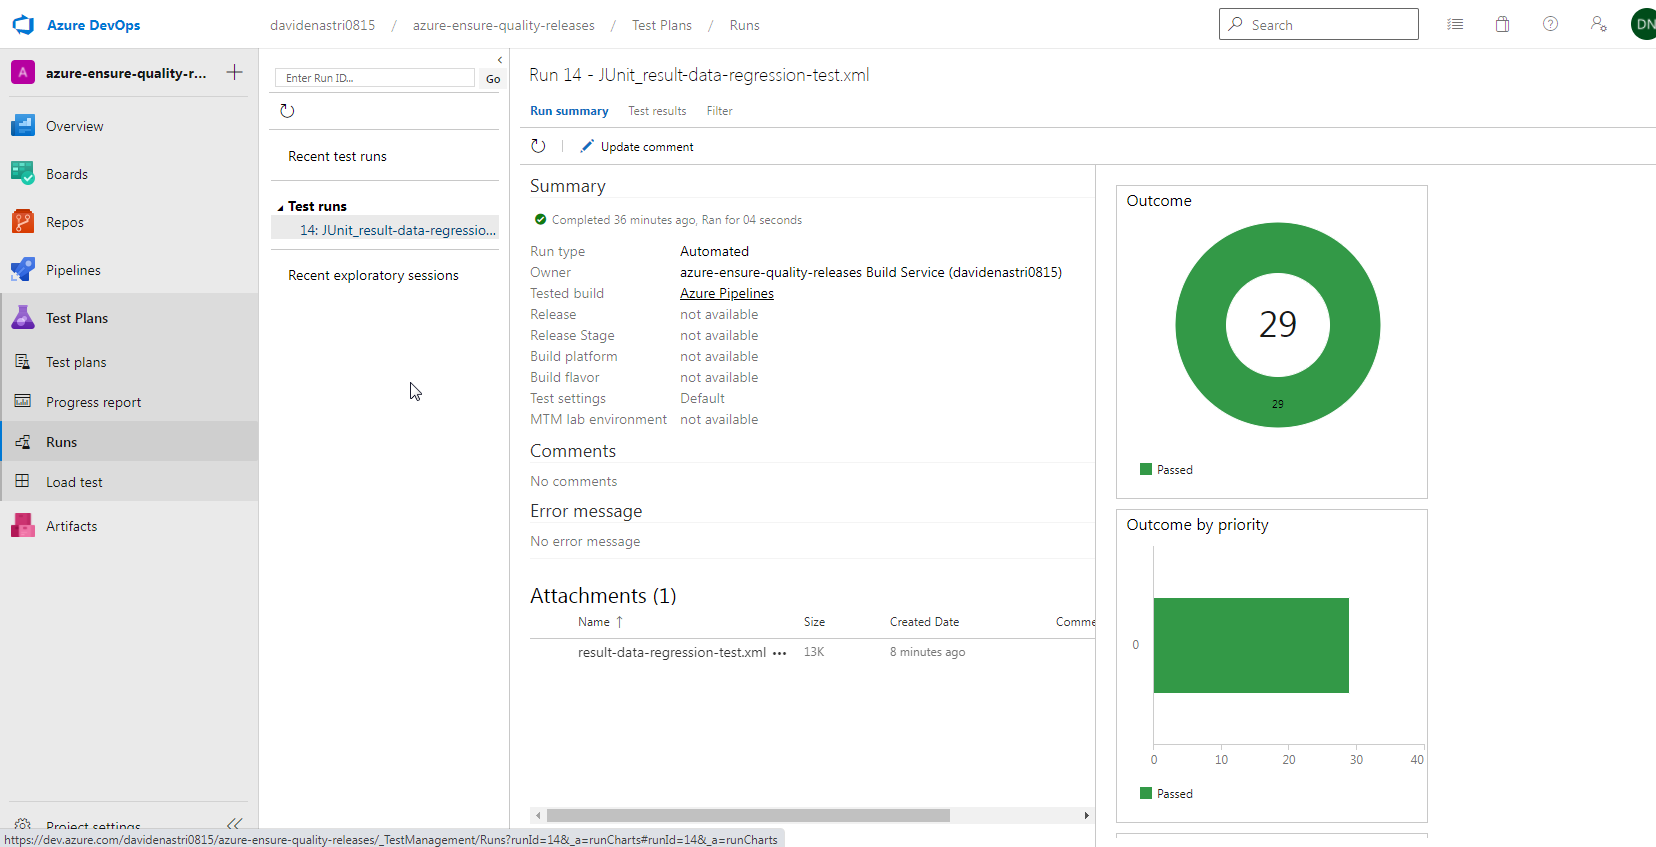 Azure DevOps
davidenastri0815 / azure-ensure-quality-releases / Test Plans / Runs
Search
DN
A azure-ensure-quality-r...
Overview
Boards
Repos
Pipelines
Test Plans
Test plans
Progress report
Runs
Load test
Artifacts
Project settings
Enter Run ID...
Go
Recent test runs
Test runs
14: JUnit_result-data-regressio...
Recent exploratory sessions
Run 14 - JUnit_result-data-regression-test.xml
Run summary Test results Filter
Update comment
Summary
Completed 36 minutes ago, Ran for 04 seconds
Run type Automated
Owner azure-ensure-quality-releases Build Service (davidenastri0815)
Tested build Azure Pipelines
Release not available
Release Stage not available
Build platform not available
Build flavor not available
Test settings Default
MTM lab environment not available
Comments
No comments
Error message
No error message
Attachments (1)
Name ↑ Size Created Date Comme
result-data-regression-test.xml ... 13K 8 minutes ago
Outcome
29
29
Passed
Outcome by priority
0
0 10 20 30 40
Passed
https://dev.azure.com/davidenastri0815/azure-ensure-quality-releases/_TestManagement/Runs?runId=14&_a=runCharts#runId=14&_a=runCharts